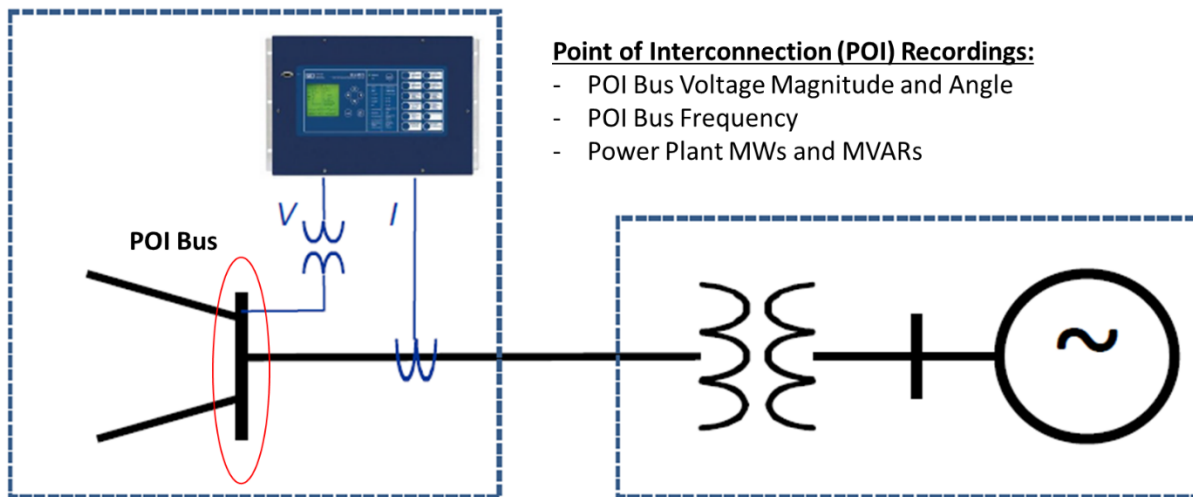 Point of Interconnection (POI) Recordings:
- POI Bus Voltage Magnitude and Angle
- POI Bus Frequency
- Power Plant MWs and MVARs
V
I
POI Bus
~